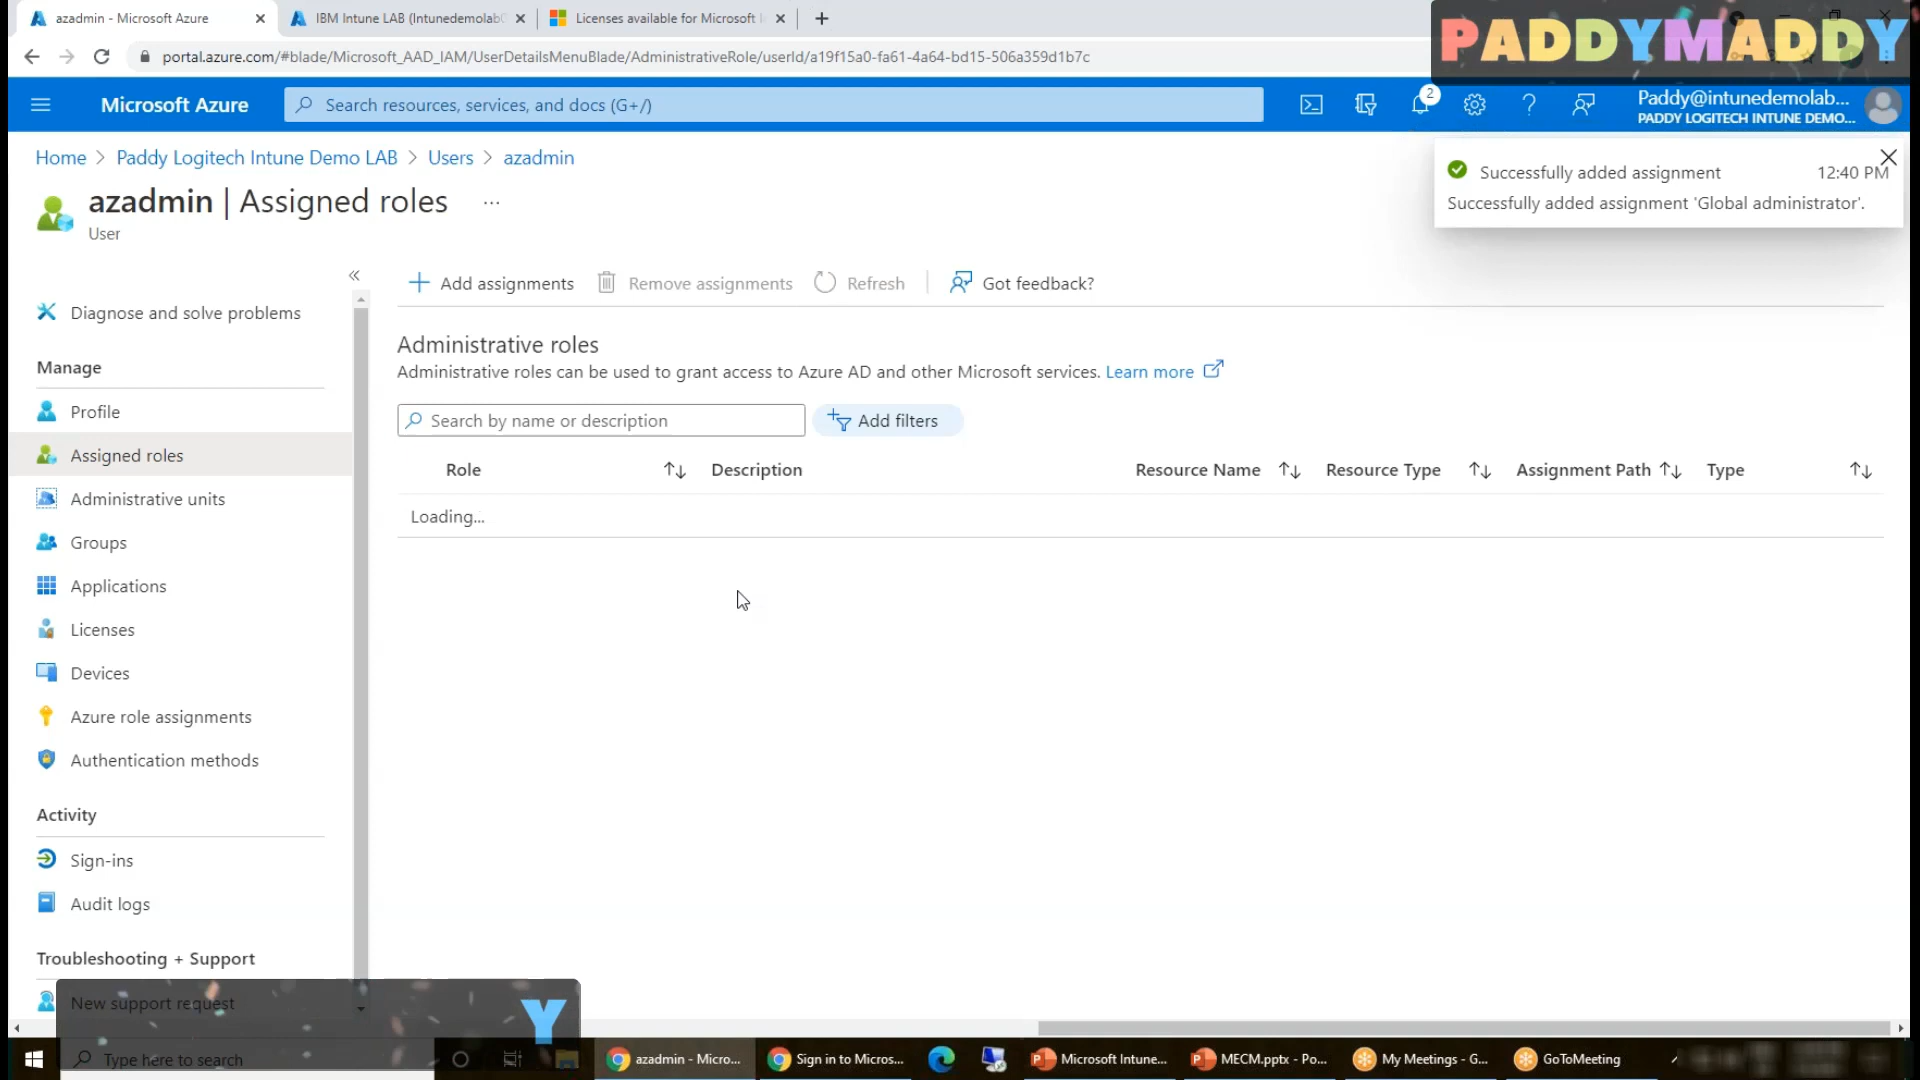 azadmin - Microsoft Azure
IBM Intune LAB (Intunedemolab
Licenses available for Microsoft
PADDYMADDY
portal.azure.com/#blade/Microsoft_AAD_IAM/UserDetailsMenuBlade/AdministrativeRole/userId/a19f15a0-fa61-4a64-bd15-506a359d1b7c
Microsoft Azure
Search resources, services, and docs (G+/)
2
Paddy@intunedemolab...
PADDY LOGITECH INTUNE DEMO...
Home > Paddy Logitech Intune Demo LAB > Users > azadmin
Successfully added assignment 12:40 PM
Successfully added assignment 'Global administrator'.
azadmin | Assigned roles ...
User
Add assignments Remove assignments Refresh Got feedback?
Diagnose and solve problems
Manage
Profile
Assigned roles
Administrative units
Groups
Applications
Licenses
Devices
Azure role assignments
Authentication methods
Activity
Sign-ins
Audit logs
Troubleshooting + Support
New support request
Administrative roles
Administrative roles can be used to grant access to Azure AD and other Microsoft services. Learn more
Search by name or description
Add filters
Role Description Resource Name Resource Type Assignment Path Type
Loading...
Y
Type here to search
azadmin - Micro...
Sign in to Micros...
Microsoft Intune...
MECM.pptx - Po...
My Meetings - G...
GoToMeeting